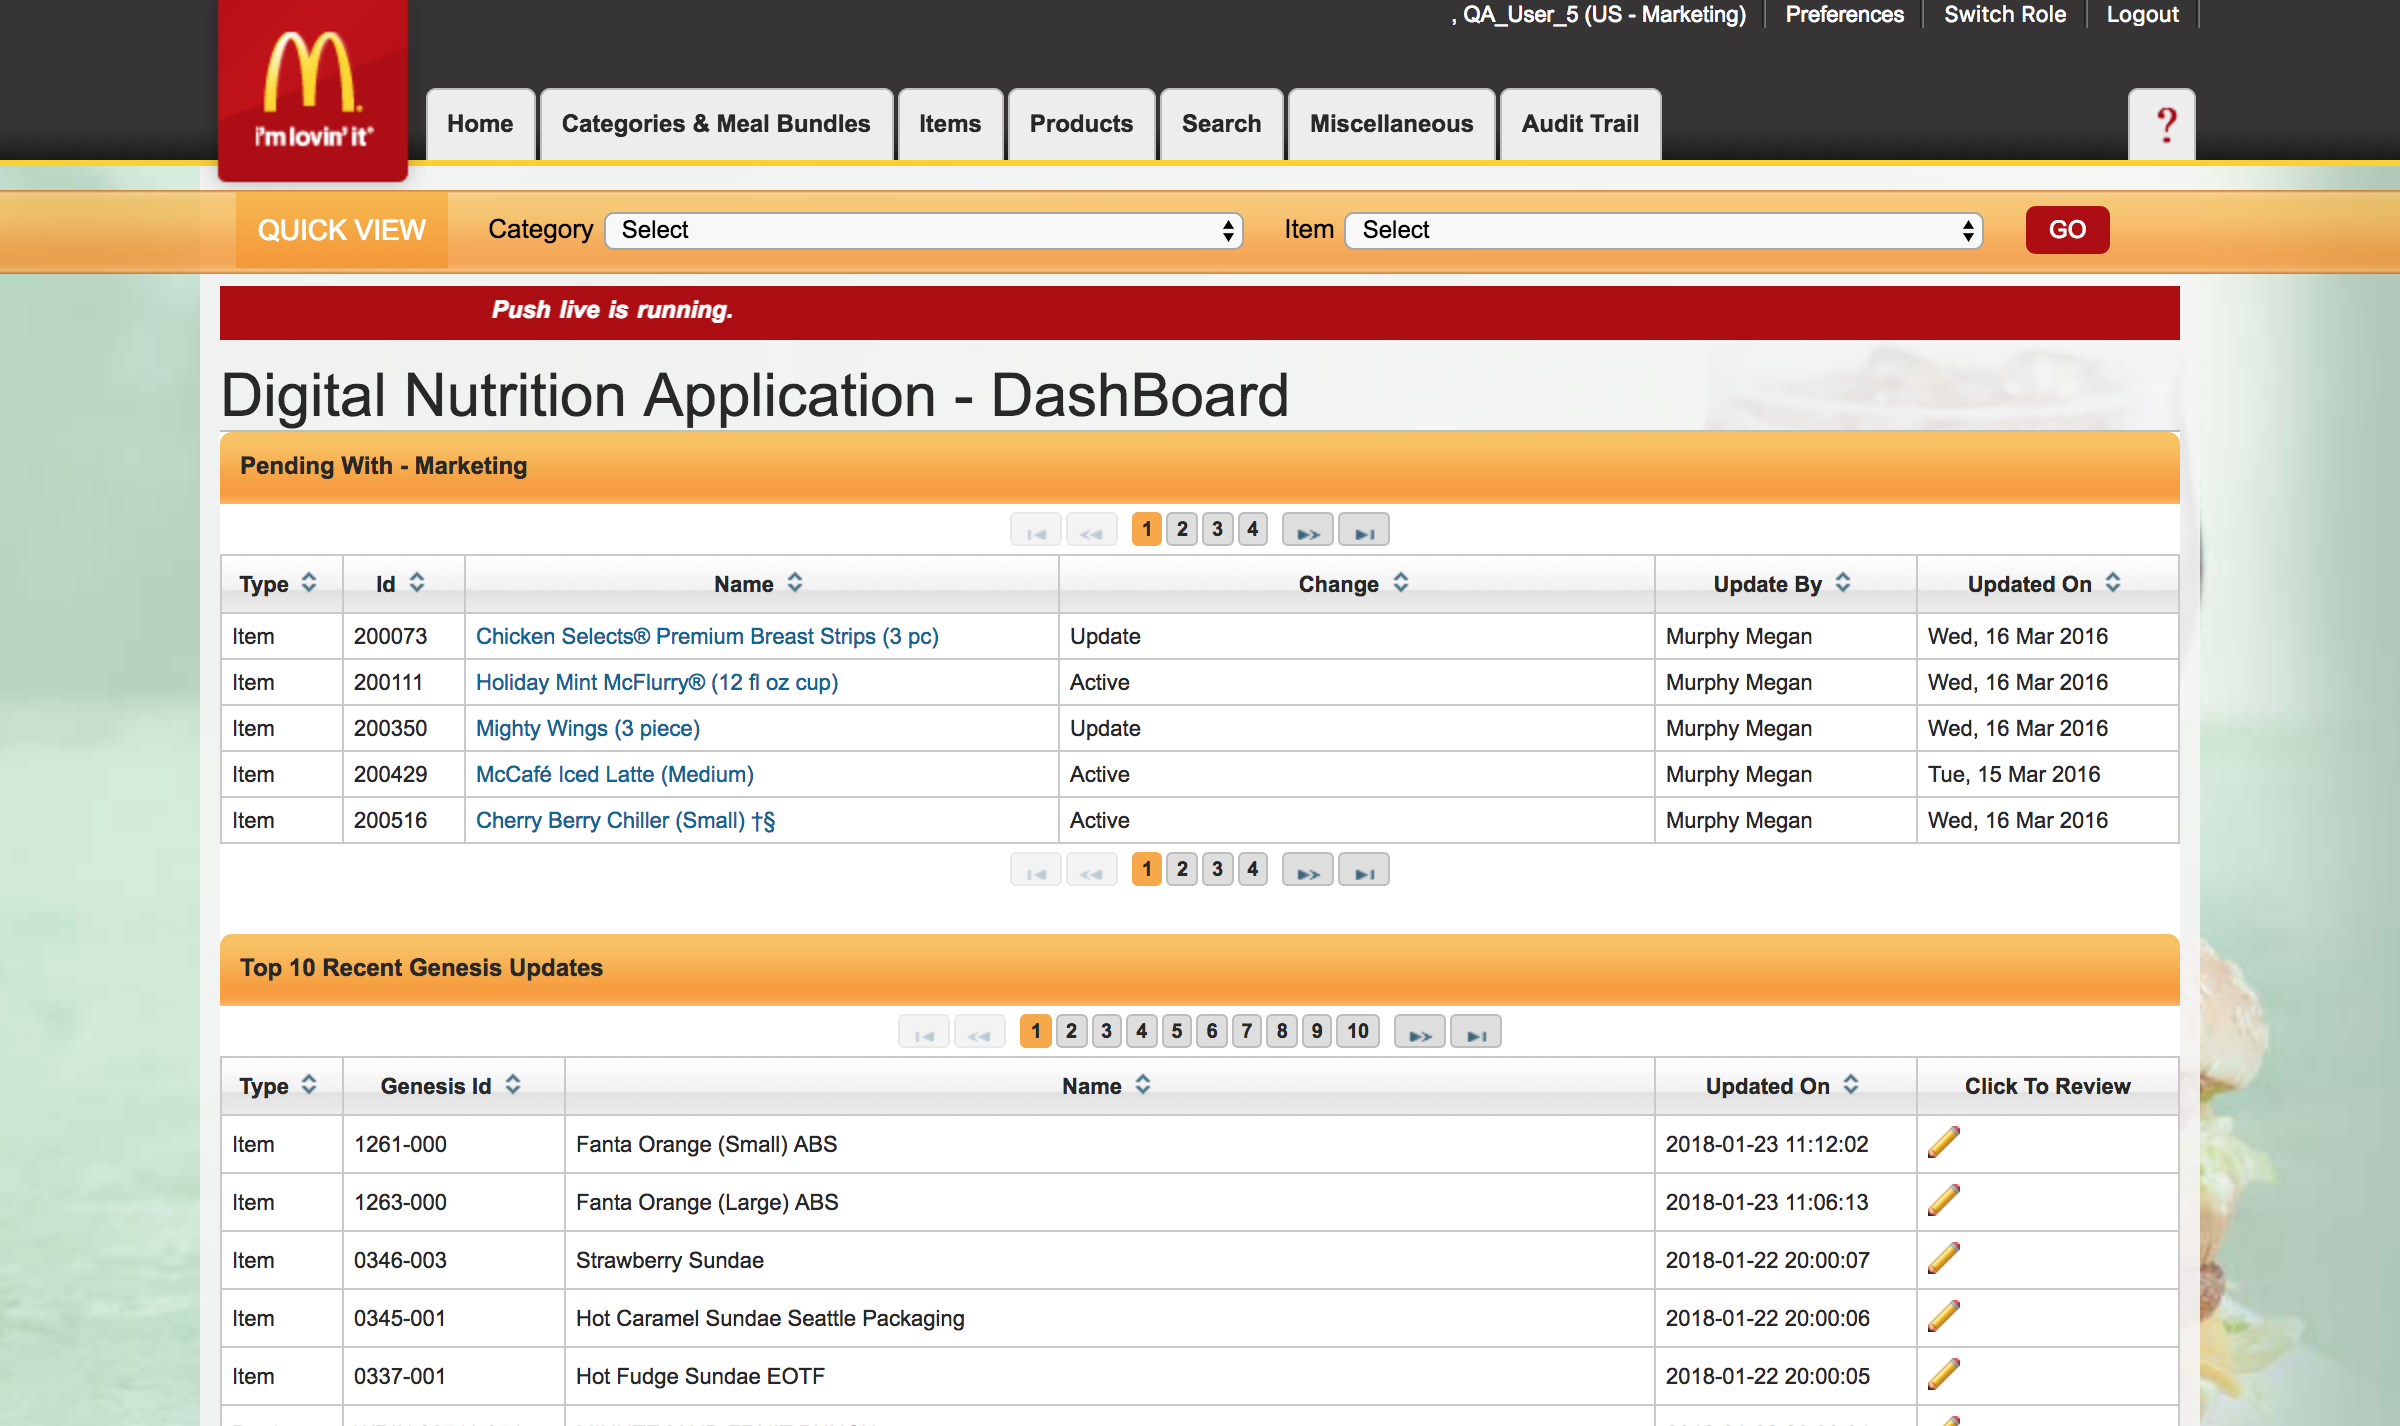 , QA_User_5 (US - Marketing) Preferences Switch Role Logout
i'm lovin' it®
Home Categories & Meal Bundles Items Products Search Miscellaneous Audit Trail ?
QUICK VIEW Category Select Item Select GO
Push live is running.
Digital Nutrition Application - DashBoard
Pending With - Marketing
1 2 3 4
Type Id Name Change Update By Updated On
Item 200073 Chicken Selects® Premium Breast Strips (3 pc) Update Murphy Megan Wed, 16 Mar 2016
Item 200111 Holiday Mint McFlurry® (12 fl oz cup) Active Murphy Megan Wed, 16 Mar 2016
Item 200350 Mighty Wings (3 piece) Update Murphy Megan Wed, 16 Mar 2016
Item 200429 McCafé Iced Latte (Medium) Active Murphy Megan Tue, 15 Mar 2016
Item 200516 Cherry Berry Chiller (Small) †§ Active Murphy Megan Wed, 16 Mar 2016
1 2 3 4
Top 10 Recent Genesis Updates
1 2 3 4 5 6 7 8 9 10
Type Genesis Id Name Updated On Click To Review
Item 1261-000 Fanta Orange (Small) ABS 2018-01-23 11:12:02
Item 1263-000 Fanta Orange (Large) ABS 2018-01-23 11:06:13
Item 0346-003 Strawberry Sundae 2018-01-22 20:00:07
Item 0345-001 Hot Caramel Sundae Seattle Packaging 2018-01-22 20:00:06
Item 0337-001 Hot Fudge Sundae EOTF 2018-01-22 20:00:05